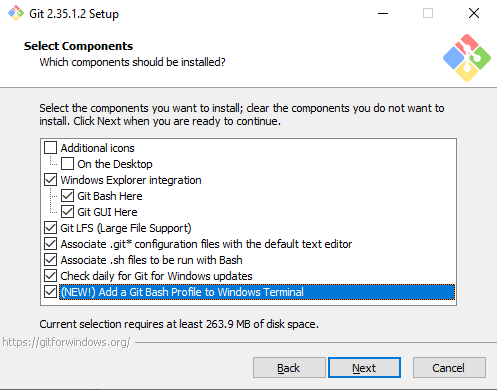 Git 2.35.1.2 Setup
Select Components
Which components should be installed?
Select the components you want to install; clear the components you do not want to
install. Click Next when you are ready to continue.
Additional icons
On the Desktop
Windows Explorer integration
Git Bash Here
Git GUI Here
Git LFS (Large File Support)
Associate .git* configuration files with the default text editor
Associate .sh files to be run with Bash
Check daily for Git for Windows updates
(NEW!) Add a Git Bash Profile to Windows Terminal
Current selection requires at least 263.9 MB of disk space.
https://gitforwindows.org/
Back
Next
Cancel